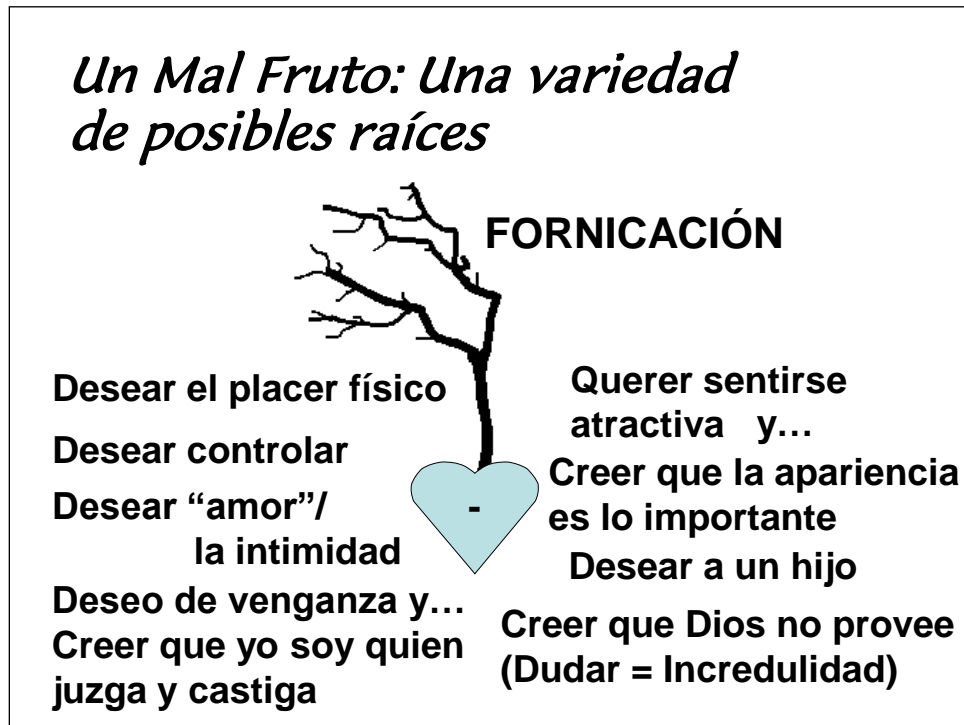 Un Mal Fruto: Una variedad
de posibles raíces
FORNICACIÓN
Desear el placer físico
Desear controlar
Desear “amor”/
la intimidad
Deseo de venganza y…
Creer que yo soy quien
juzga y castiga
-
Querer sentirse
atractiva y…
Creer que la apariencia
es lo importante
Desear a un hijo
Creer que Dios no provee
(Dudar = Incredulidad)